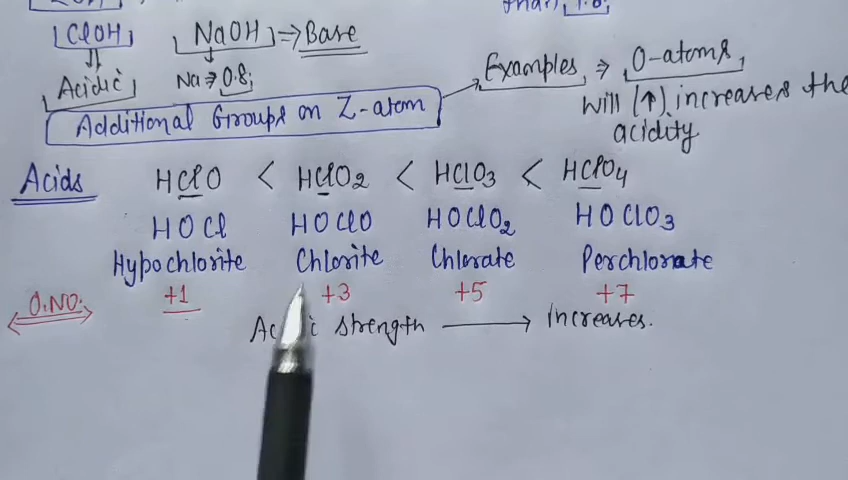 ClOH NaOH ⇒ Base
Acidic Na ⇒ 0.8;
Examples, ⇒ O-atoms,
will (↑) increases the
acidity
Additional Groups on Z-atom
Acids HClO < HClO2 < HClO3 < HClO4
HOCl HOClO HOClO2 HOClO3
Hypochlorite Chlorite Chlorate Perchlorate
O.NO. +1 +3 +5 +7
strength → increases.